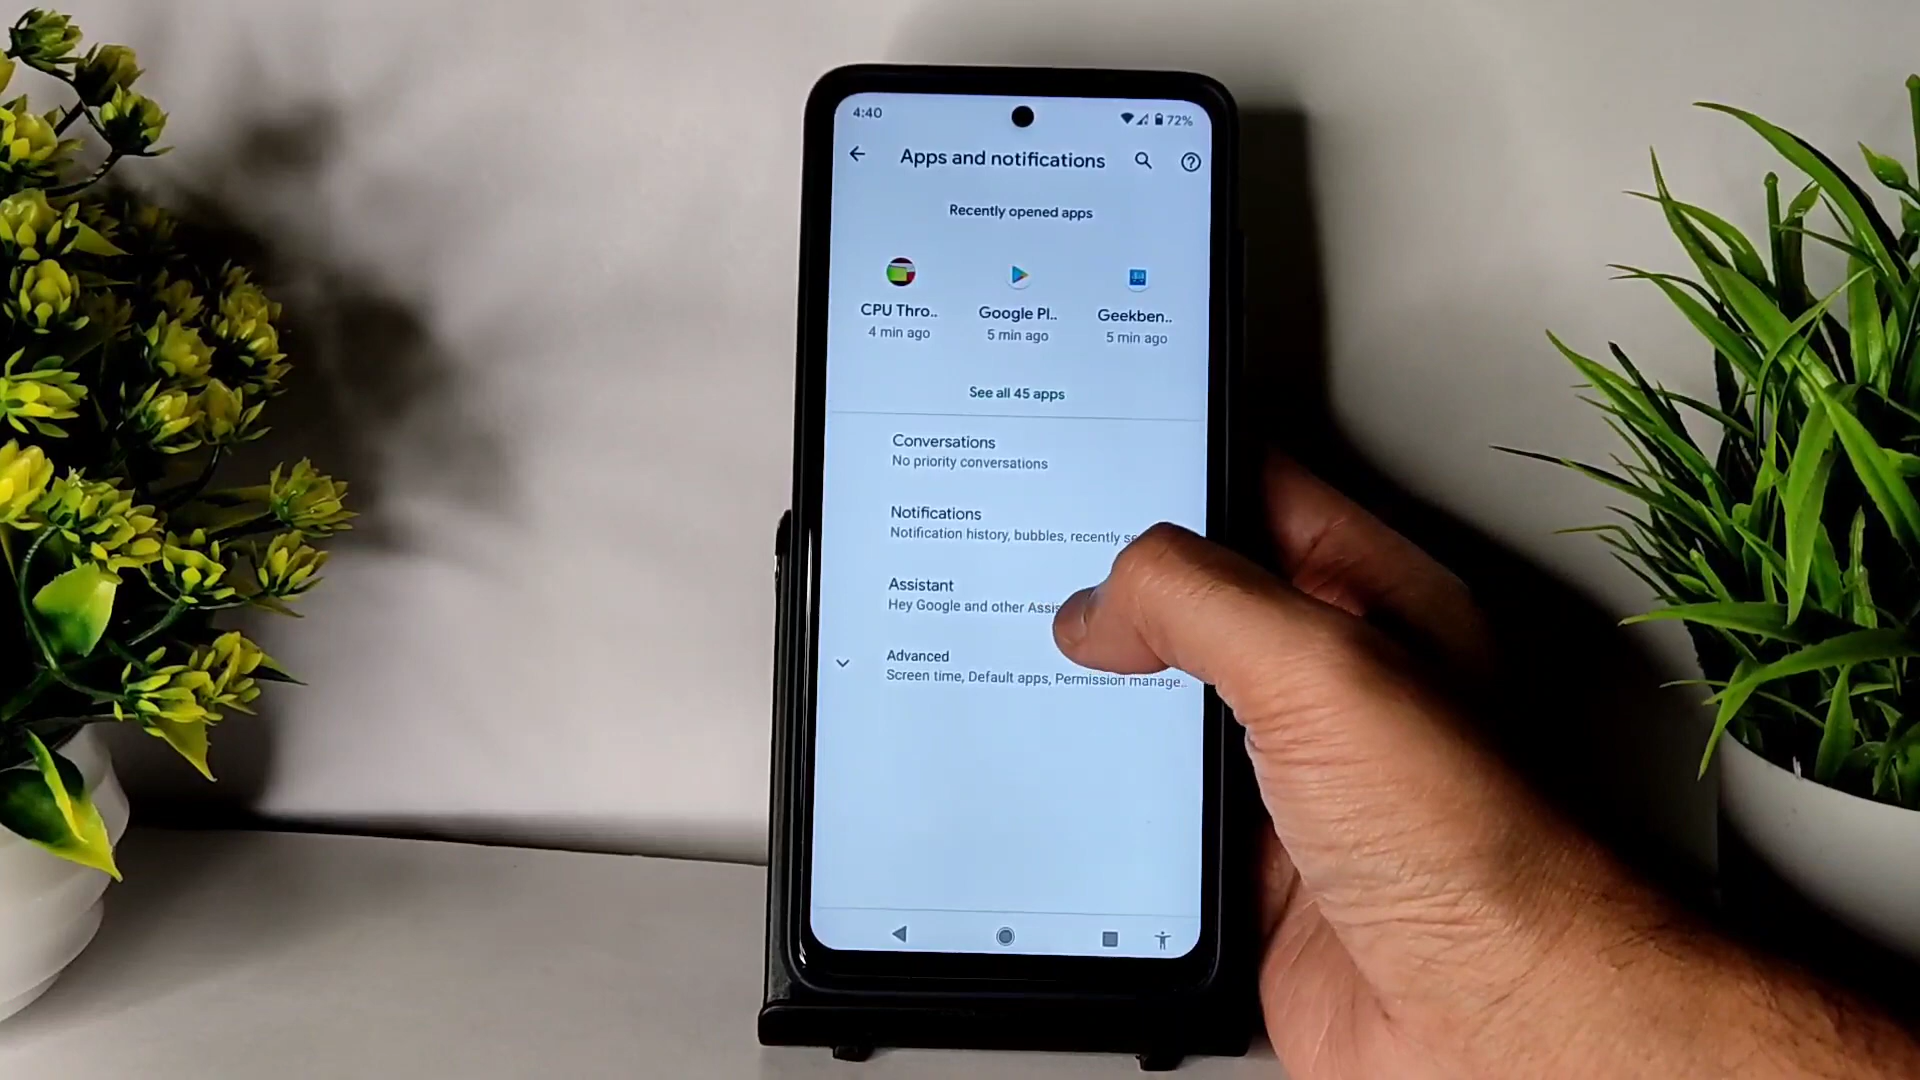 4:40 72%
Apps and notifications
Recently opened apps
CPU Thro.. Google Pl.. Geekben..
4 min ago 5 min ago 5 min ago
See all 45 apps
Conversations
No priority conversations
Notifications
Notification history, bubbles, recently
Assistant
Hey Google and other
Advanced
Screen time, Default apps, Permission manage..